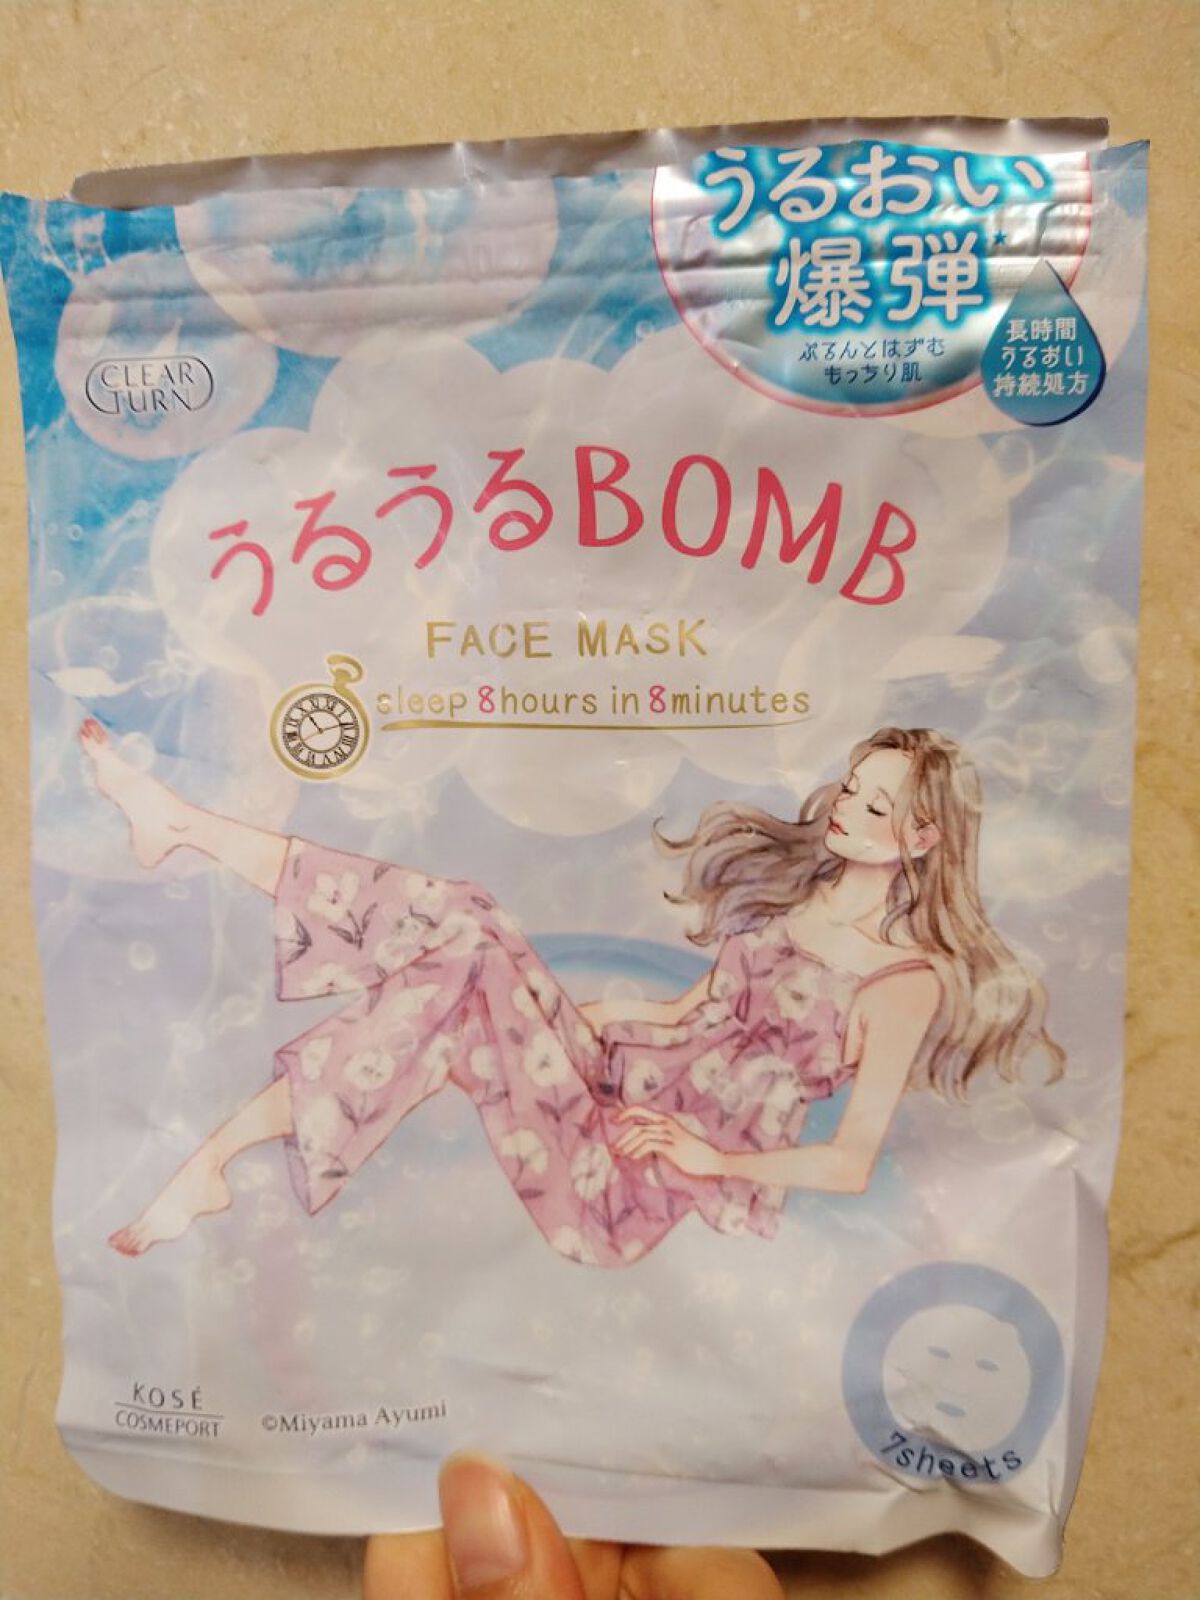 うるおい
爆弾*
ぷるんとはずむ
もっちり肌
長時間
うるおい
持続処方
CLEAR
TURN
うるうるBOMB
FACE MASK
sleep 8hours in 8minutes
KOSÉ
COSMEPORT
©Miyama Ayumi
7sheets